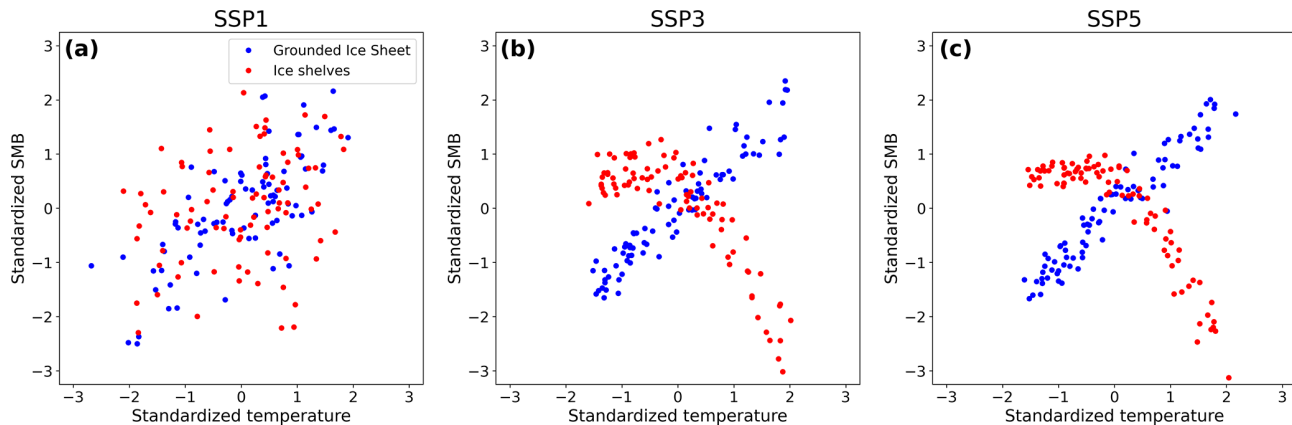 SSP1
(a)
Grounded Ice Sheet
Ice shelves
3
2
1
0
−1
−2
−3
Standardized SMB
−3 −2 −1 0 1 2 3
Standardized temperature
SSP3
(b)
3
2
1
0
−1
−2
−3
Standardized SMB
−3 −2 −1 0 1 2 3
Standardized temperature
SSP5
(c)
3
2
1
0
−1
−2
−3
Standardized SMB
−3 −2 −1 0 1 2 3
Standardized temperature